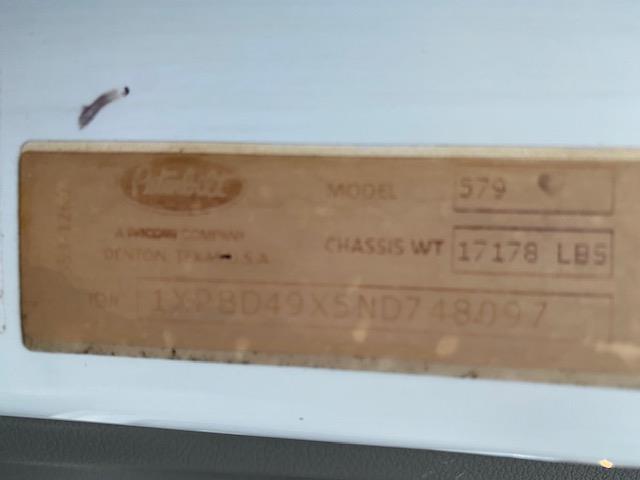 Peterbilt
MODEL 579
A PACCAR COMPANY
CHASSIS WT 17178 LBS
DENTON, TEXAS U.S.A.
1XPBD49X5ND748097